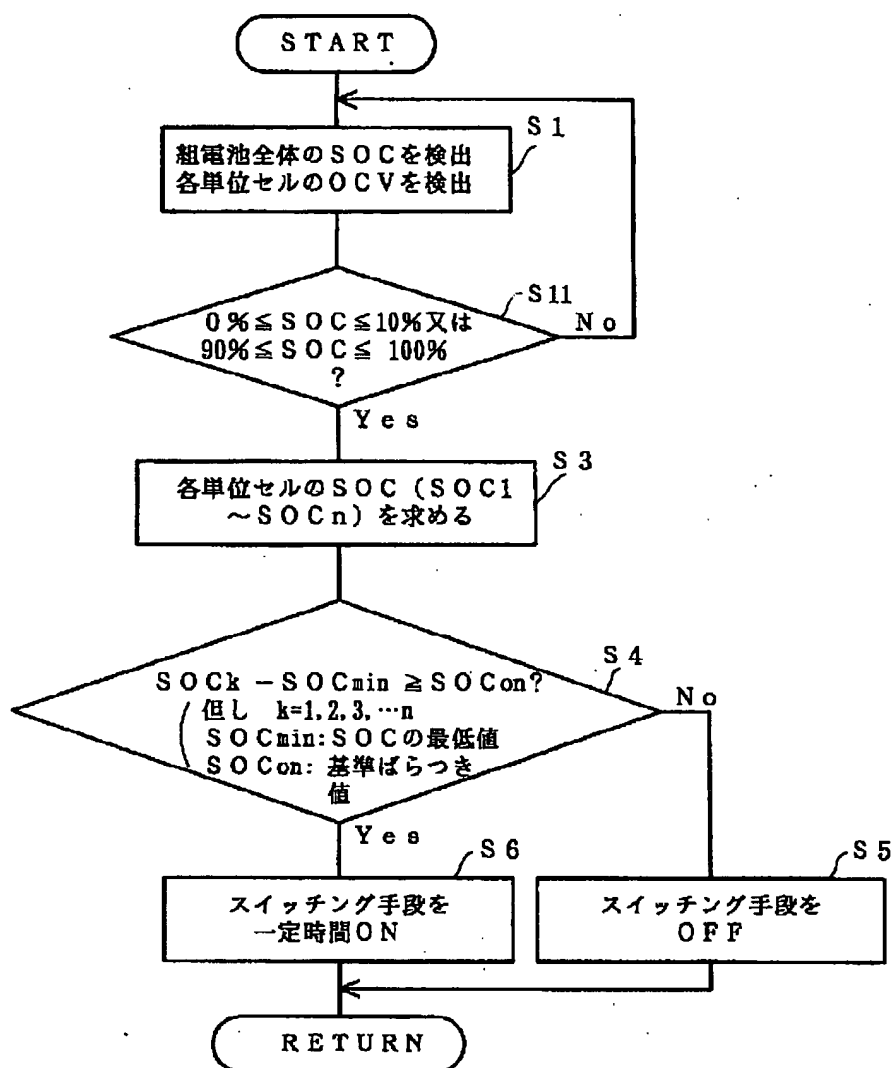 START
S1
組電池全体のSOCを検出
各単位セルのOCVを検出
S11
0%≦SOC≦10%又は
90%≦SOC≦ 100%
?
No
Yes
S3
各単位セルのSOC(SOC1
~SOCn)を求める
S4
SOCk-SOCmin≧SOCon?
但し k=1,2,3,…n
SOCmin:SOCの最低値
SOCon: 基準ばらつき
値
No
Yes
S6
スイッチング手段を
一定時間ON
S5
スイッチング手段を
OFF
RETURN